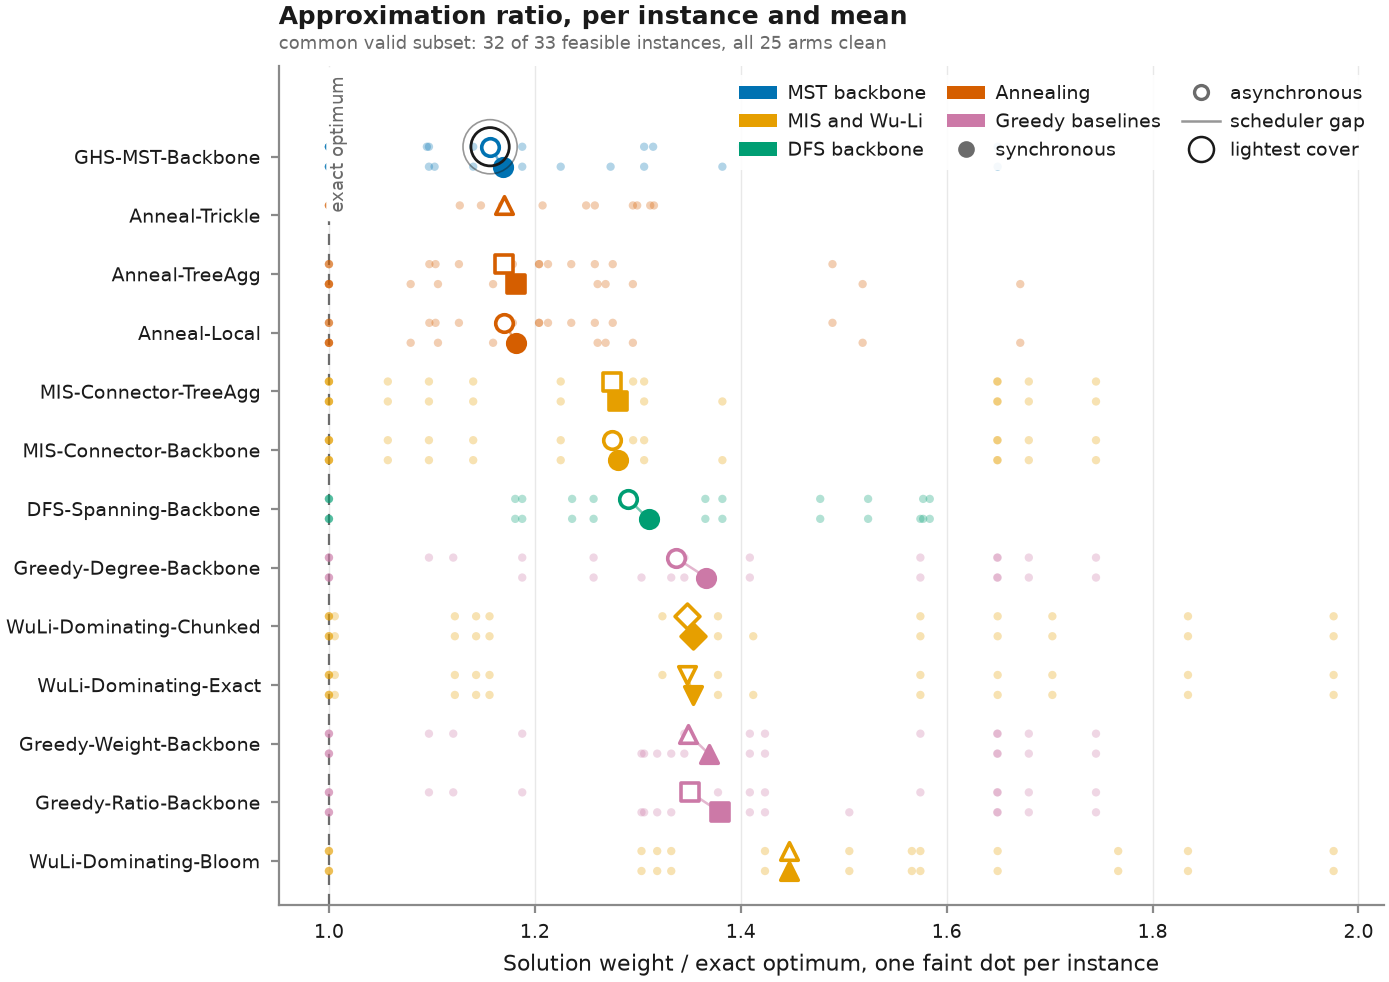 Approximation ratio, per instance and mean
common valid subset: 32 of 33 feasible instances, all 25 arms clean
exact optimum
MST backbone
MIS and Wu-Li
DFS backbone
Annealing
Greedy baselines
synchronous
asynchronous
scheduler gap
lightest cover
GHS-MST-Backbone
Anneal-Trickle
Anneal-TreeAgg
Anneal-Local
MIS-Connector-TreeAgg
MIS-Connector-Backbone
DFS-Spanning-Backbone
Greedy-Degree-Backbone
WuLi-Dominating-Chunked
WuLi-Dominating-Exact
Greedy-Weight-Backbone
Greedy-Ratio-Backbone
WuLi-Dominating-Bloom
1.0 1.2 1.4 1.6 1.8 2.0
Solution weight / exact optimum, one faint dot per instance